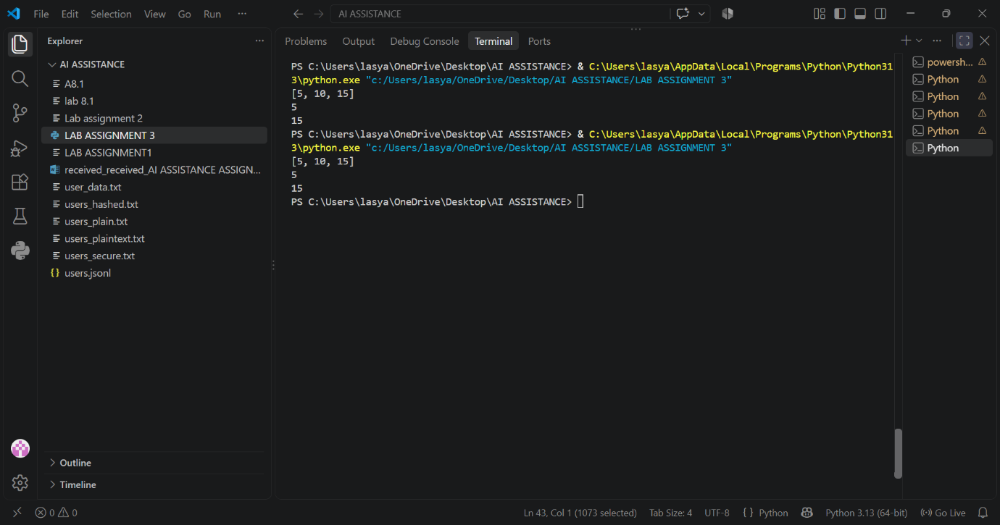 File Edit Selection View Go Run ··· AI ASSISTANCE
Explorer ···
AI ASSISTANCE
A8.1
lab 8.1
Lab assignment 2
LAB ASSIGNMENT 3
LAB ASSIGNMENT1
received_received_AI ASSISTANCE ASSIGN...
user_data.txt
users_hashed.txt
users_plain.txt
users_plaintext.txt
users_secure.txt
{} users.jsonl
Outline
Timeline
Problems Output Debug Console Terminal Ports
PS C:\Users\lasya\OneDrive\Desktop\AI ASSISTANCE> & C:\Users\lasya\AppData\Local\Programs\Python\Python31
3\python.exe "c:/Users/lasya/OneDrive/Desktop/AI ASSISTANCE/LAB ASSIGNMENT 3"
[5, 10, 15]
5
15
PS C:\Users\lasya\OneDrive\Desktop\AI ASSISTANCE> & C:\Users\lasya\AppData\Local\Programs\Python\Python31
3\python.exe "c:/Users/lasya/OneDrive/Desktop/AI ASSISTANCE/LAB ASSIGNMENT 3"
[5, 10, 15]
5
15
PS C:\Users\lasya\OneDrive\Desktop\AI ASSISTANCE>
powersh...
Python
Python
Python
Python
Python
0 0 Ln 43, Col 1 (1073 selected) Tab Size: 4 UTF-8 {} Python Python 3.13 (64-bit) Go Live